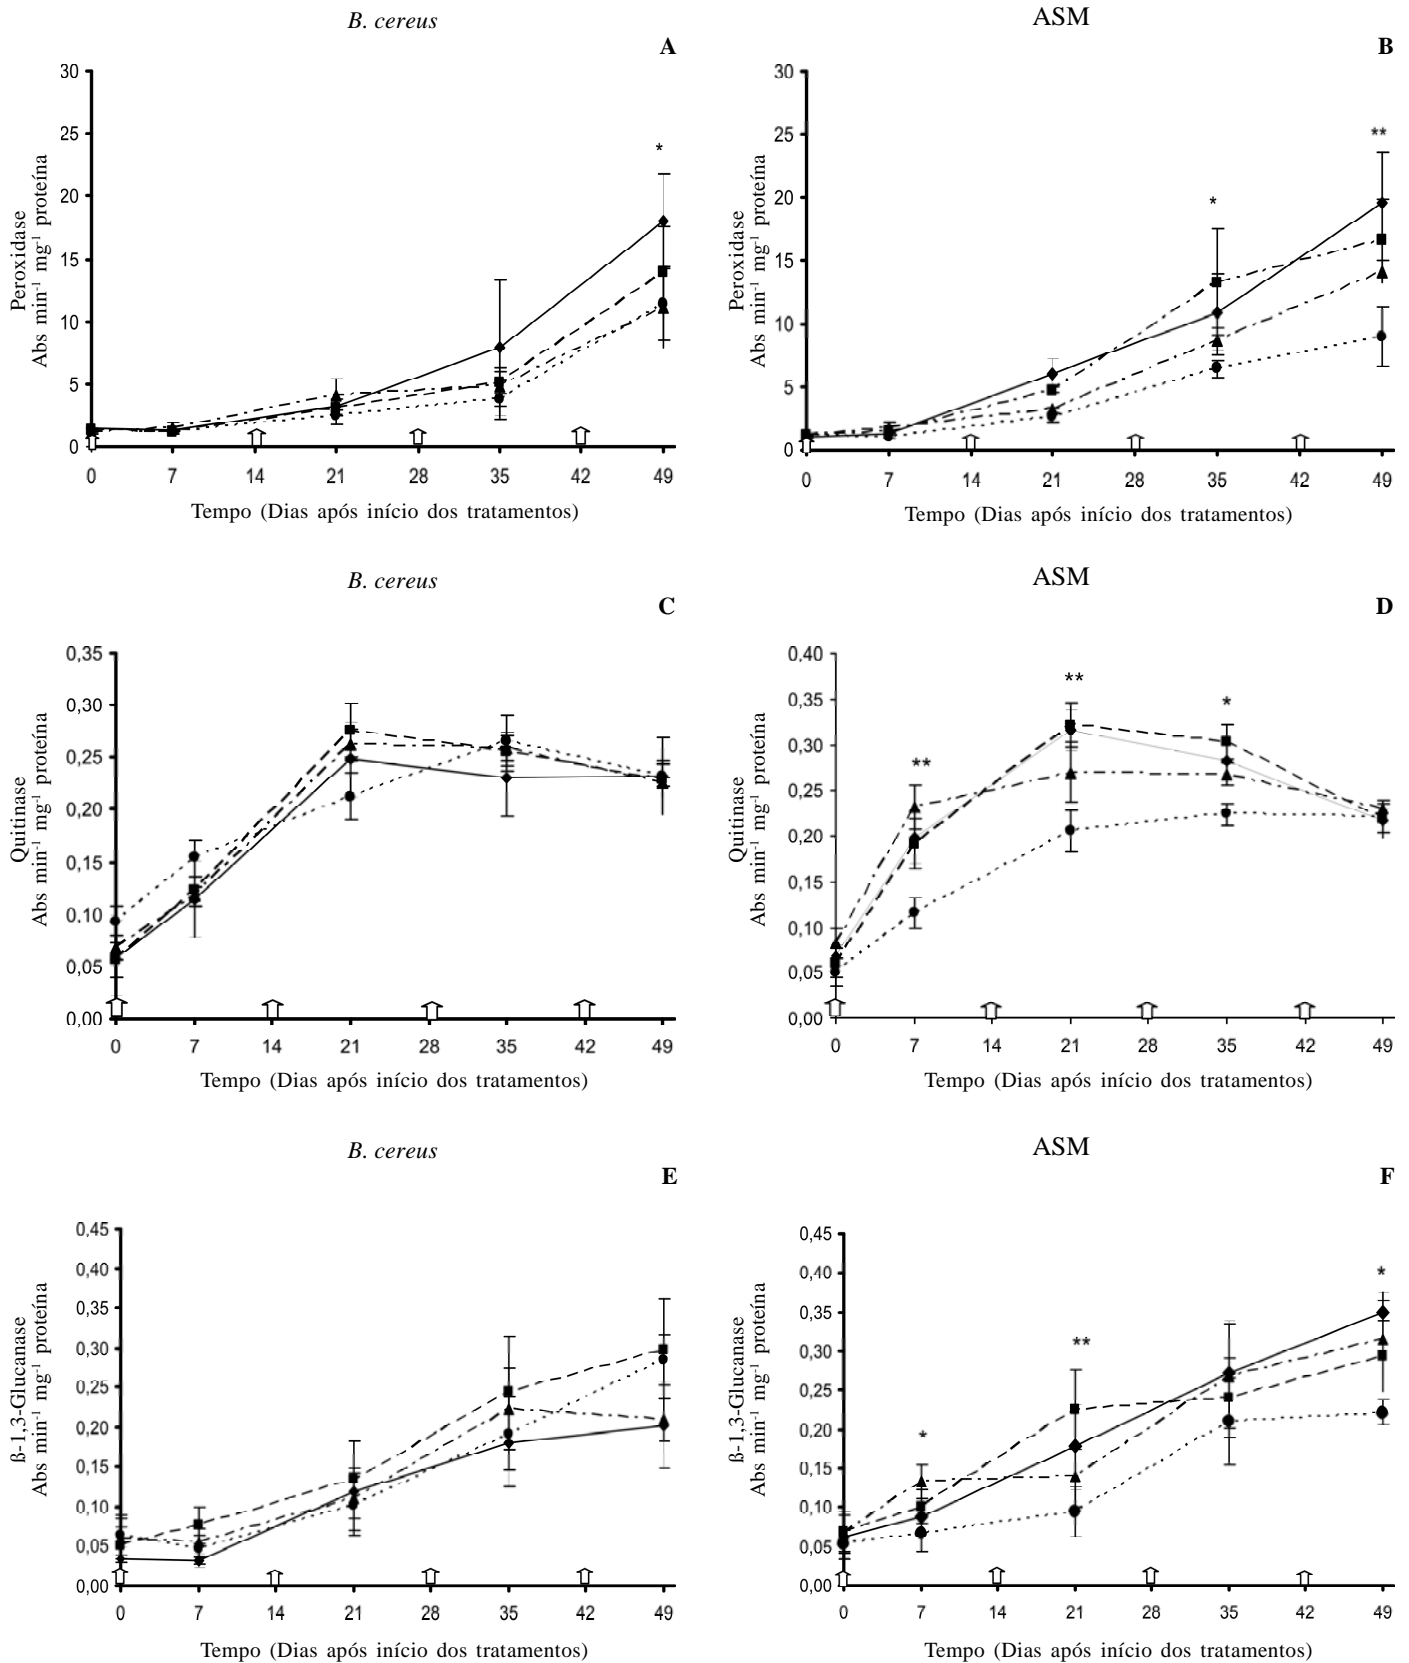 B. cereus
A
30
25
20
15
10
5
0
Peroxidase
Abs min⁻¹ mg⁻¹ proteína
*
0 7 14 21 28 35 42 49
Tempo (Dias após início dos tratamentos)
ASM
B
30
25
20
15
10
5
0
Peroxidase
Abs min⁻¹ mg⁻¹ proteína
*
**
0 7 14 21 28 35 42 49
Tempo (Dias após início dos tratamentos)
B. cereus
C
0,35
0,30
0,25
0,20
0,15
0,10
0,05
0,00
Quitinase
Abs min⁻¹ mg⁻¹ proteína
0 7 14 21 28 35 42 49
Tempo (Dias após início dos tratamentos)
ASM
D
0,40
0,35
0,30
0,25
0,20
0,15
0,10
0,05
0,00
Quitinase
Abs min⁻¹ mg⁻¹ proteína
**
**
*
0 7 14 21 28 35 42 49
Tempo (Dias após início dos tratamentos)
B. cereus
E
0,45
0,40
0,35
0,30
0,25
0,20
0,15
0,10
0,05
0,00
ß-1,3-Glucanase
Abs min⁻¹ mg⁻¹ proteína
0 7 14 21 28 35 42 49
Tempo (Dias após início dos tratamentos)
ASM
F
0,45
0,40
0,35
0,30
0,25
0,20
0,15
0,10
0,05
0,00
ß-1,3-Glucanase
Abs min⁻¹ mg⁻¹ proteína
*
**
*
0 7 14 21 28 35 42 49
Tempo (Dias após início dos tratamentos)